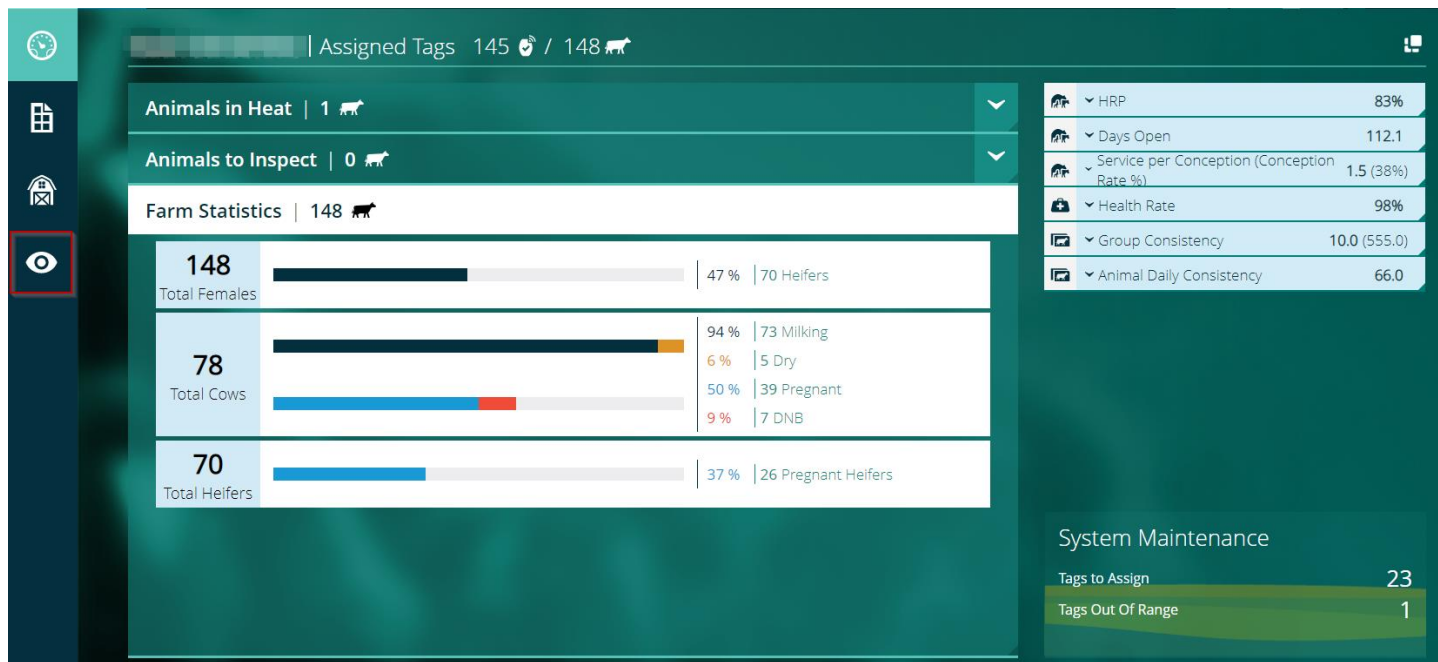 Assigned Tags 145 / 148
Animals in Heat | 1
Animals to Inspect | 0
Farm Statistics | 148
148
Total Females
47 % 70 Heifers
78
Total Cows
94 % 73 Milking
6 % 5 Dry
50 % 39 Pregnant
9 % 7 DNB
70
Total Heifers
37 % 26 Pregnant Heifers
HRP 83%
Days Open 112.1
Service per Conception (Conception
Rate %) 1.5 (38%)
Health Rate 98%
Group Consistency 10.0 (555.0)
Animal Daily Consistency 66.0
System Maintenance
Tags to Assign 23
Tags Out Of Range 1